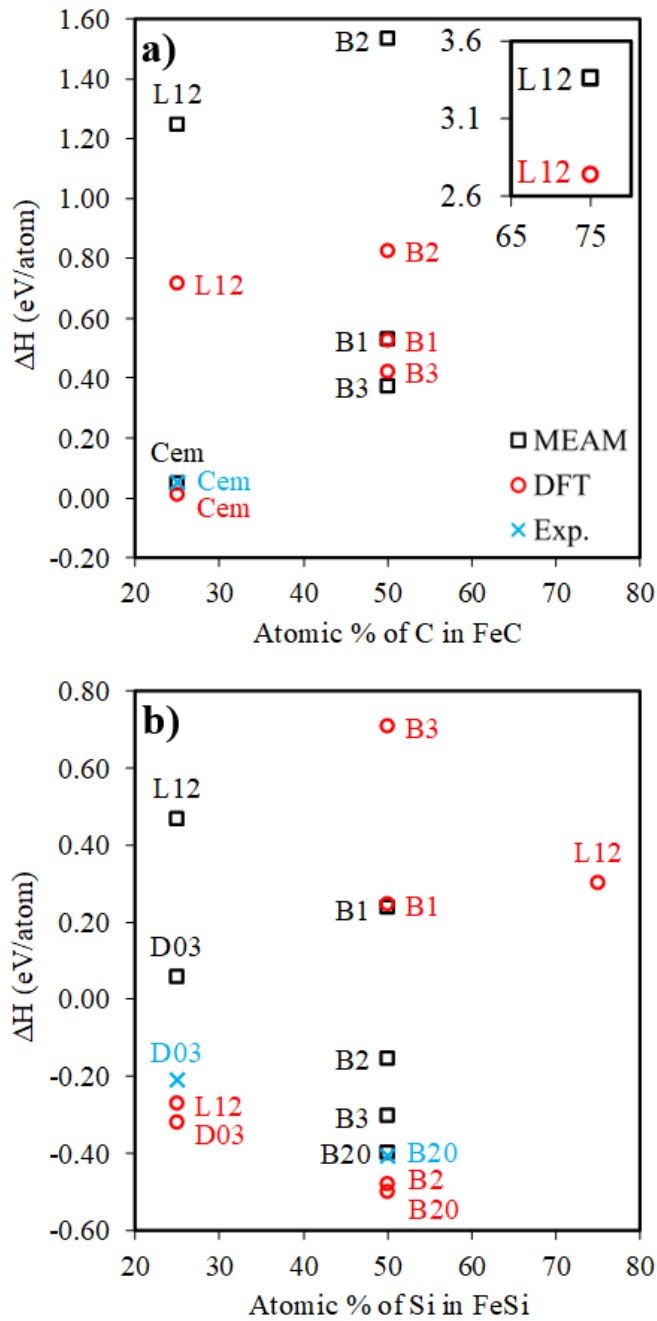 a)
1.60
1.40
1.20
1.00
0.80
0.60
0.40
0.20
0.00
-0.20
ΔH (eV/atom)
B2
L12
3.6
3.1
2.6
L12
L12
65 75
L12
B2
B1 B1
B3
B3
Cem
Cem
Cem
MEAM
DFT
Exp.
20 30 40 50 60 70 80
Atomic % of C in FeC
b)
0.80
0.60
0.40
0.20
0.00
-0.20
-0.40
-0.60
ΔH (eV/atom)
B3
L12
L12
B1 B1
D03
D03
B2
L12
D03
B3
B20 B20
B2
B20
20 30 40 50 60 70 80
Atomic % of Si in FeSi